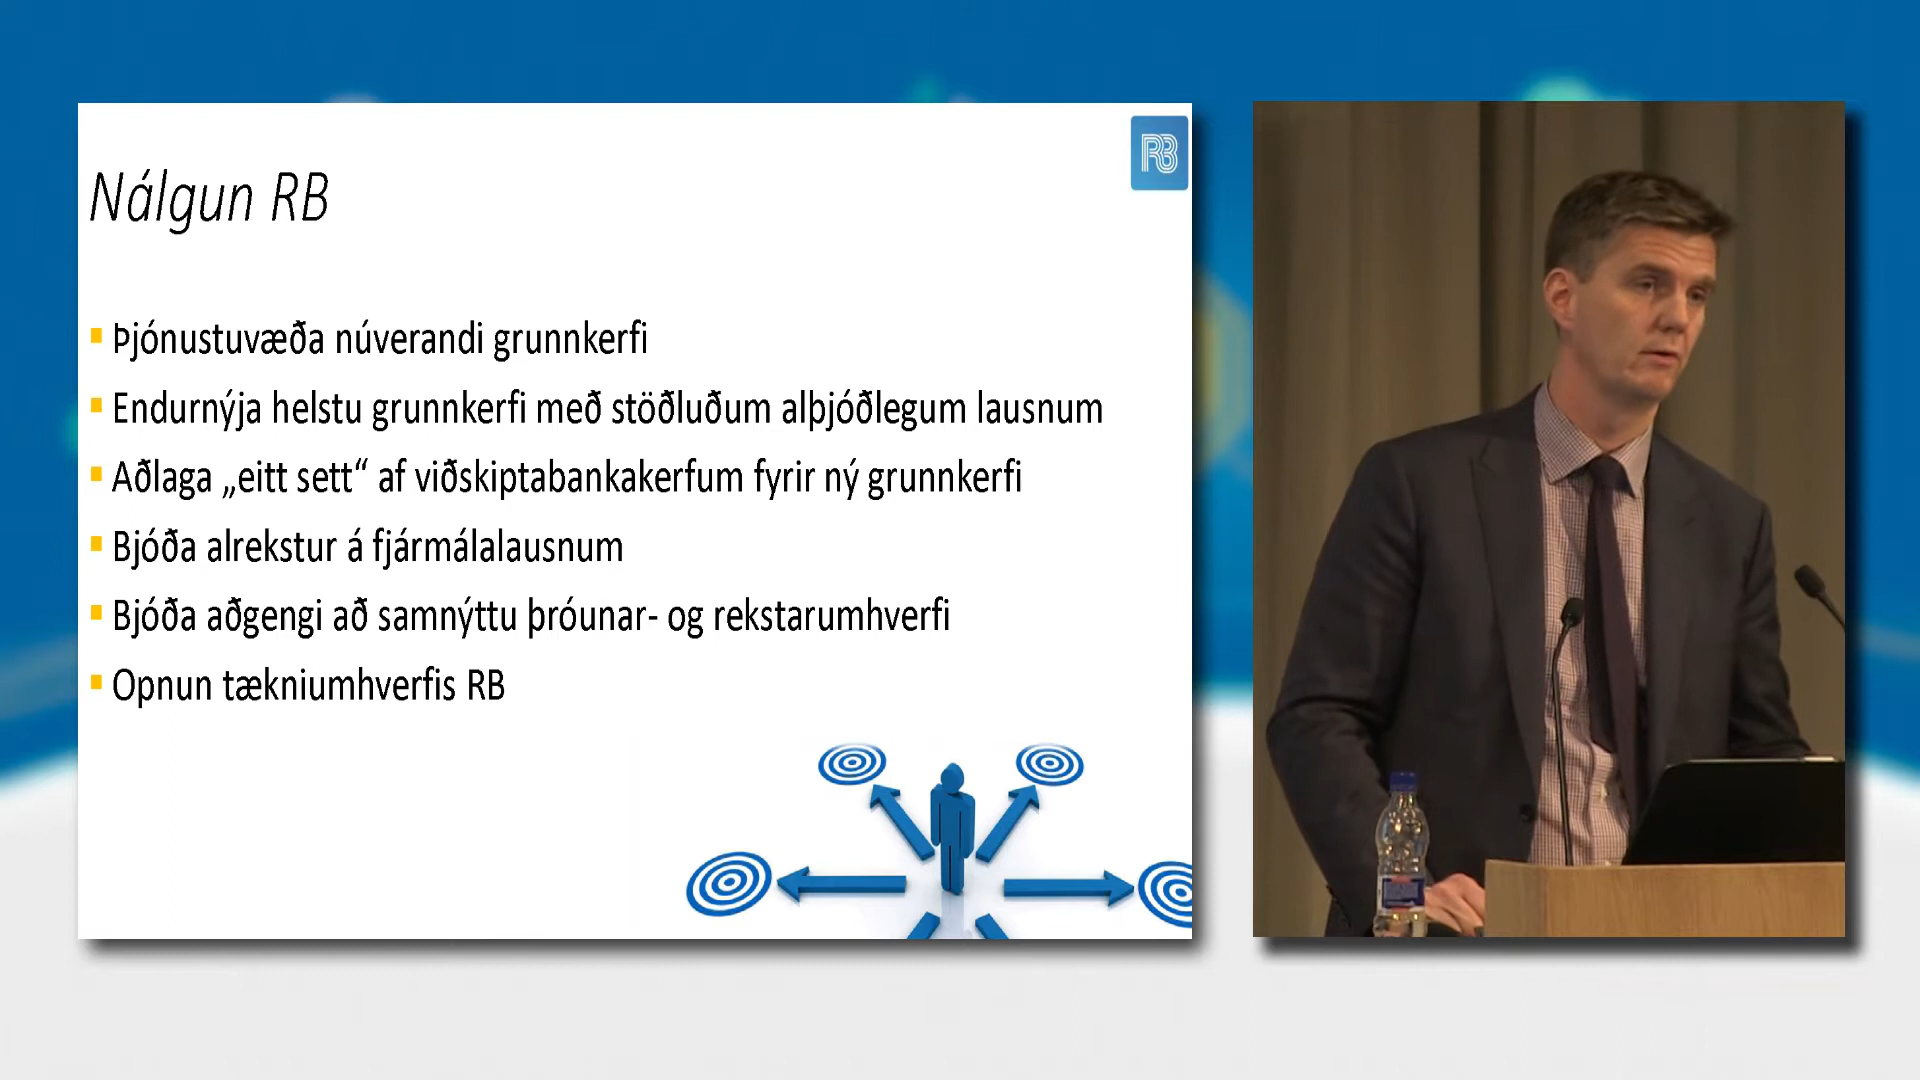 RB
Nálgun RB
Þjónustuvæða núverandi grunnkerfi
Endurnýja helstu grunnkerfi með stöðluðum alþjóðlegum lausnum
Aðlaga „eitt sett“ af viðskiptabankakerfum fyrir ný grunnkerfi
Bjóða alrekstur á fjármálalausnum
Bjóða aðgengi að samnýttu þróunar- og rekstarumhverfi
Opnun tækniumhverfis RB